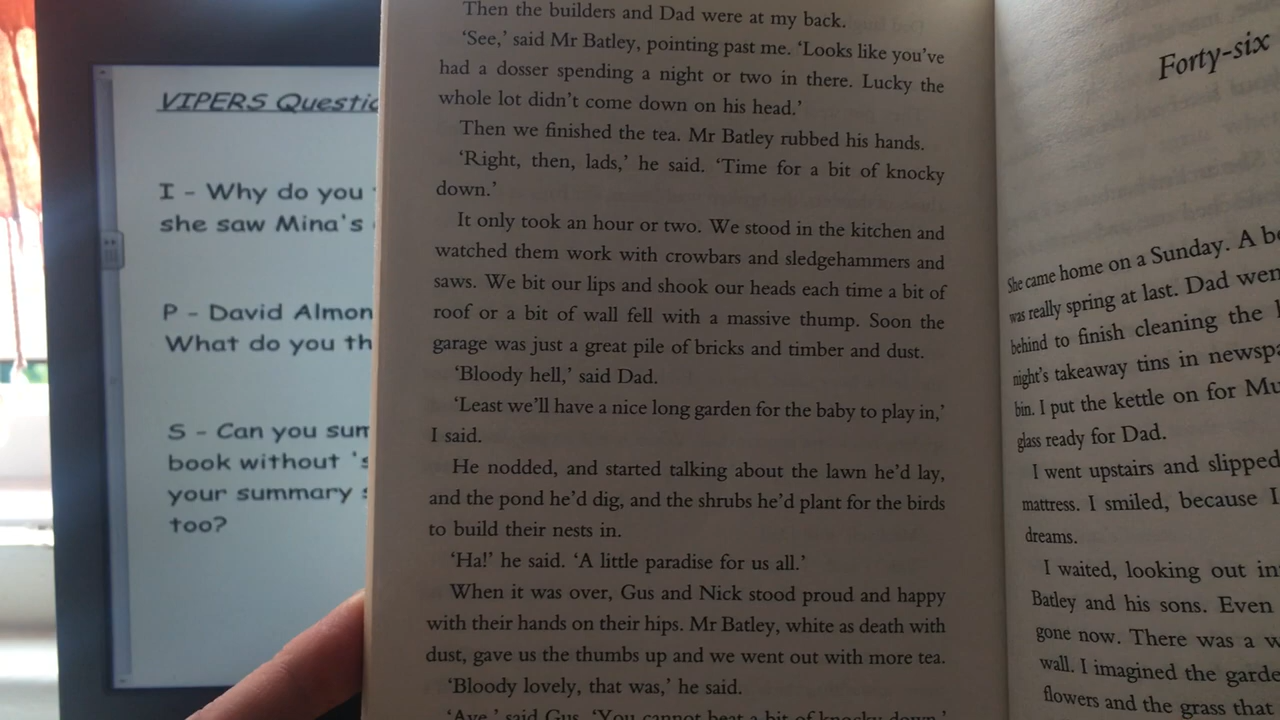 VIPERS
I - Why do you
she saw Mina's
P - David Almon
What do you th
S - Can you sum
book without
your summary
too?
Then the builders and Dad were at my back.
‘See,’ said Mr Batley, pointing past me. ‘Looks like you’ve
had a dosser spending a night or two in there. Lucky the
whole lot didn’t come down on his head.’
Then we finished the tea. Mr Batley rubbed his hands.
‘Right, then, lads,’ he said. ‘Time for a bit of knocky
down.’
It only took an hour or two. We stood in the kitchen and
watched them work with crowbars and sledgehammers and
saws. We bit our lips and shook our heads each time a bit of
roof or a bit of wall fell with a massive thump. Soon the
garage was just a great pile of bricks and timber and dust.
‘Bloody hell,’ said Dad.
‘Least we’ll have a nice long garden for the baby to play in,’
I said.
He nodded, and started talking about the lawn he’d lay,
and the pond he’d dig, and the shrubs he’d plant for the birds
to build their nests in.
‘Ha!’ he said. ‘A little paradise for us all.’
When it was over, Gus and Nick stood proud and happy
with their hands on their hips. Mr Batley, white as death with
dust, gave us the thumbs up and we went out with more tea.
‘Bloody lovely, that was,’ he said.
‘Aye,’ said Gus. ‘You cannot beat a bit of knocky down.’
Forty-six
She came home on a Sunday. A be
was really spring at last. Dad wen
behind to finish cleaning the
night’s takeaway tins in newspa
bin. I put the kettle on for Mu
glass ready for Dad.
I went upstairs and slipped
mattress. I smiled, because I
dreams.
I waited, looking out in
Batley and his sons. Even
gone now. There was a w
wall. I imagined the garde
flowers and the grass that